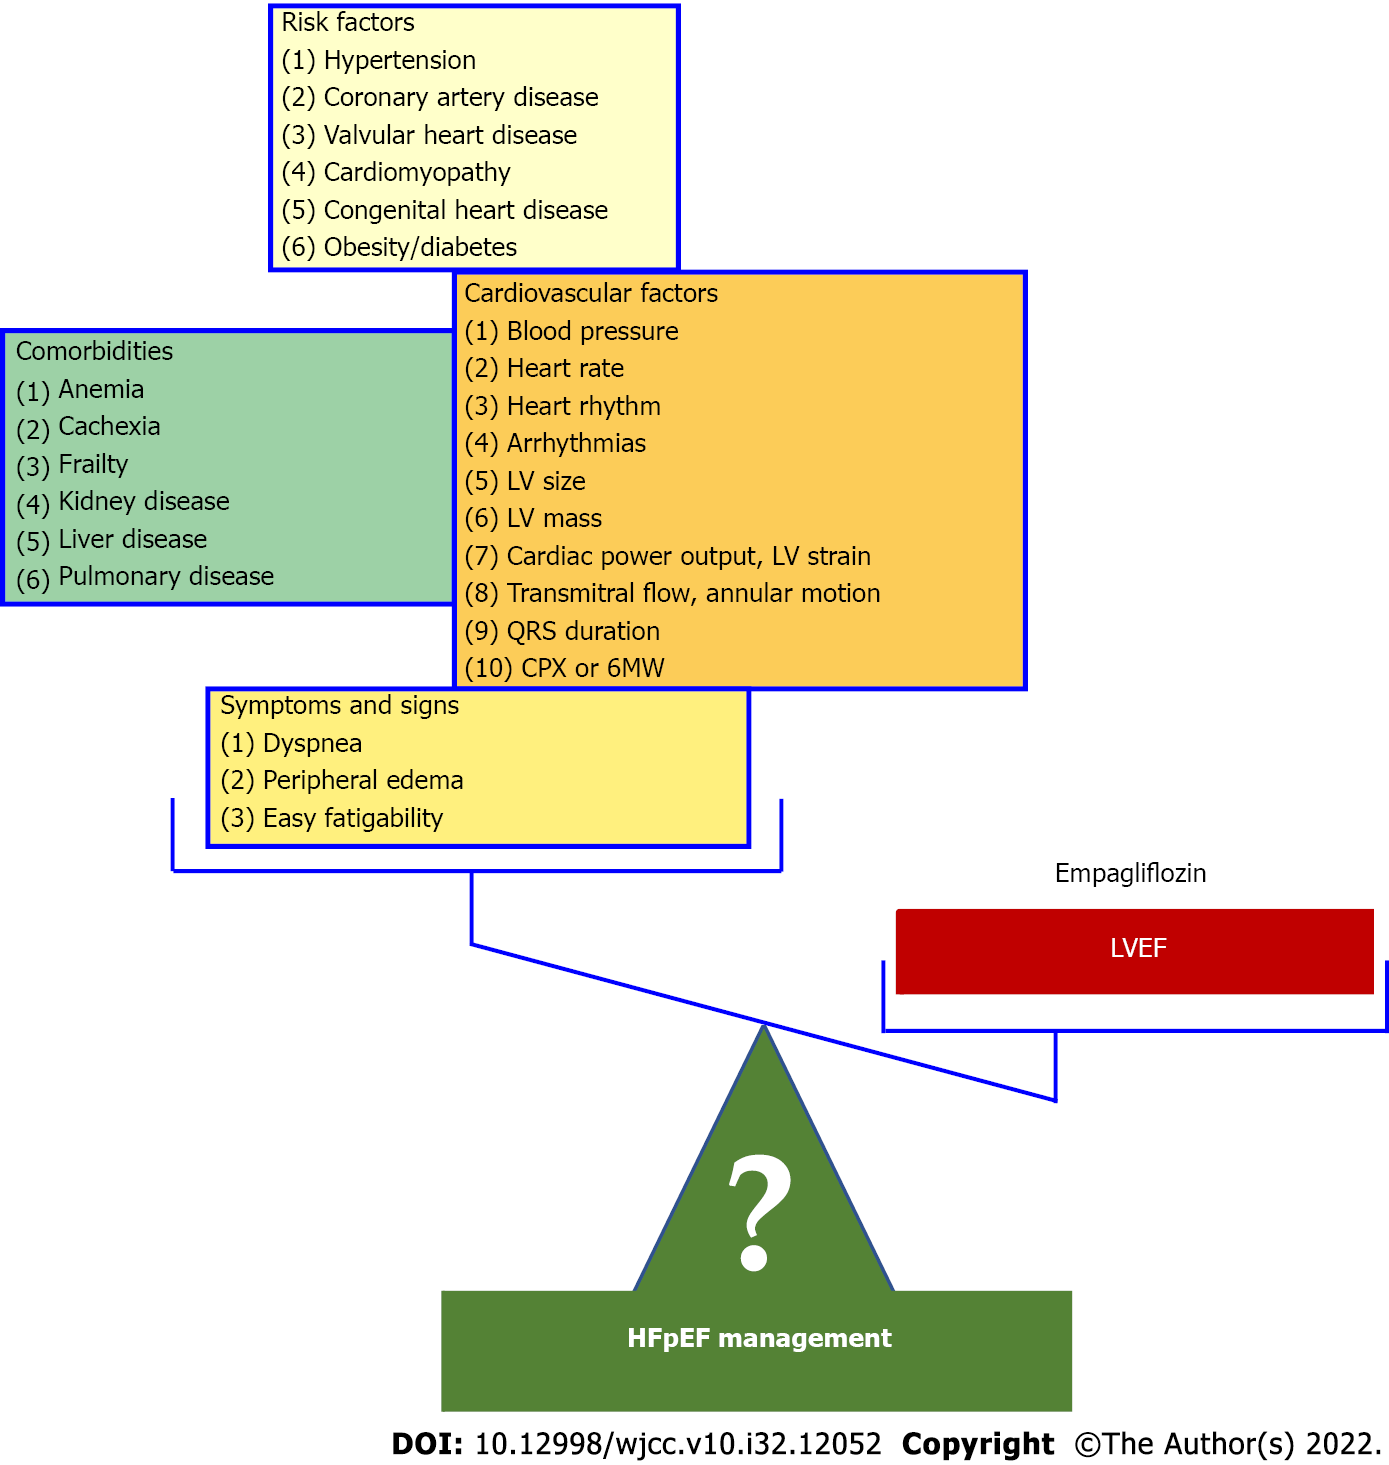 Risk factors
(1) Hypertension
(2) Coronary artery disease
(3) Valvular heart disease
(4) Cardiomyopathy
(5) Congenital heart disease
(6) Obesity/diabetes
Cardiovascular factors
(1) Blood pressure
(2) Heart rate
(3) Heart rhythm
(4) Arrhythmias
(5) LV size
(6) LV mass
(7) Cardiac power output, LV strain
(8) Transmitral flow, annular motion
(9) QRS duration
(10) CPX or 6MW
Comorbidities
(1) Anemia
(2) Cachexia
(3) Frailty
(4) Kidney disease
(5) Liver disease
(6) Pulmonary disease
Symptoms and signs
(1) Dyspnea
(2) Peripheral edema
(3) Easy fatigability
Empagliflozin
LVEF
?
HFpEF management
DOI: 10.12998/wjcc.v10.i32.12052 Copyright ©The Author(s) 2022.